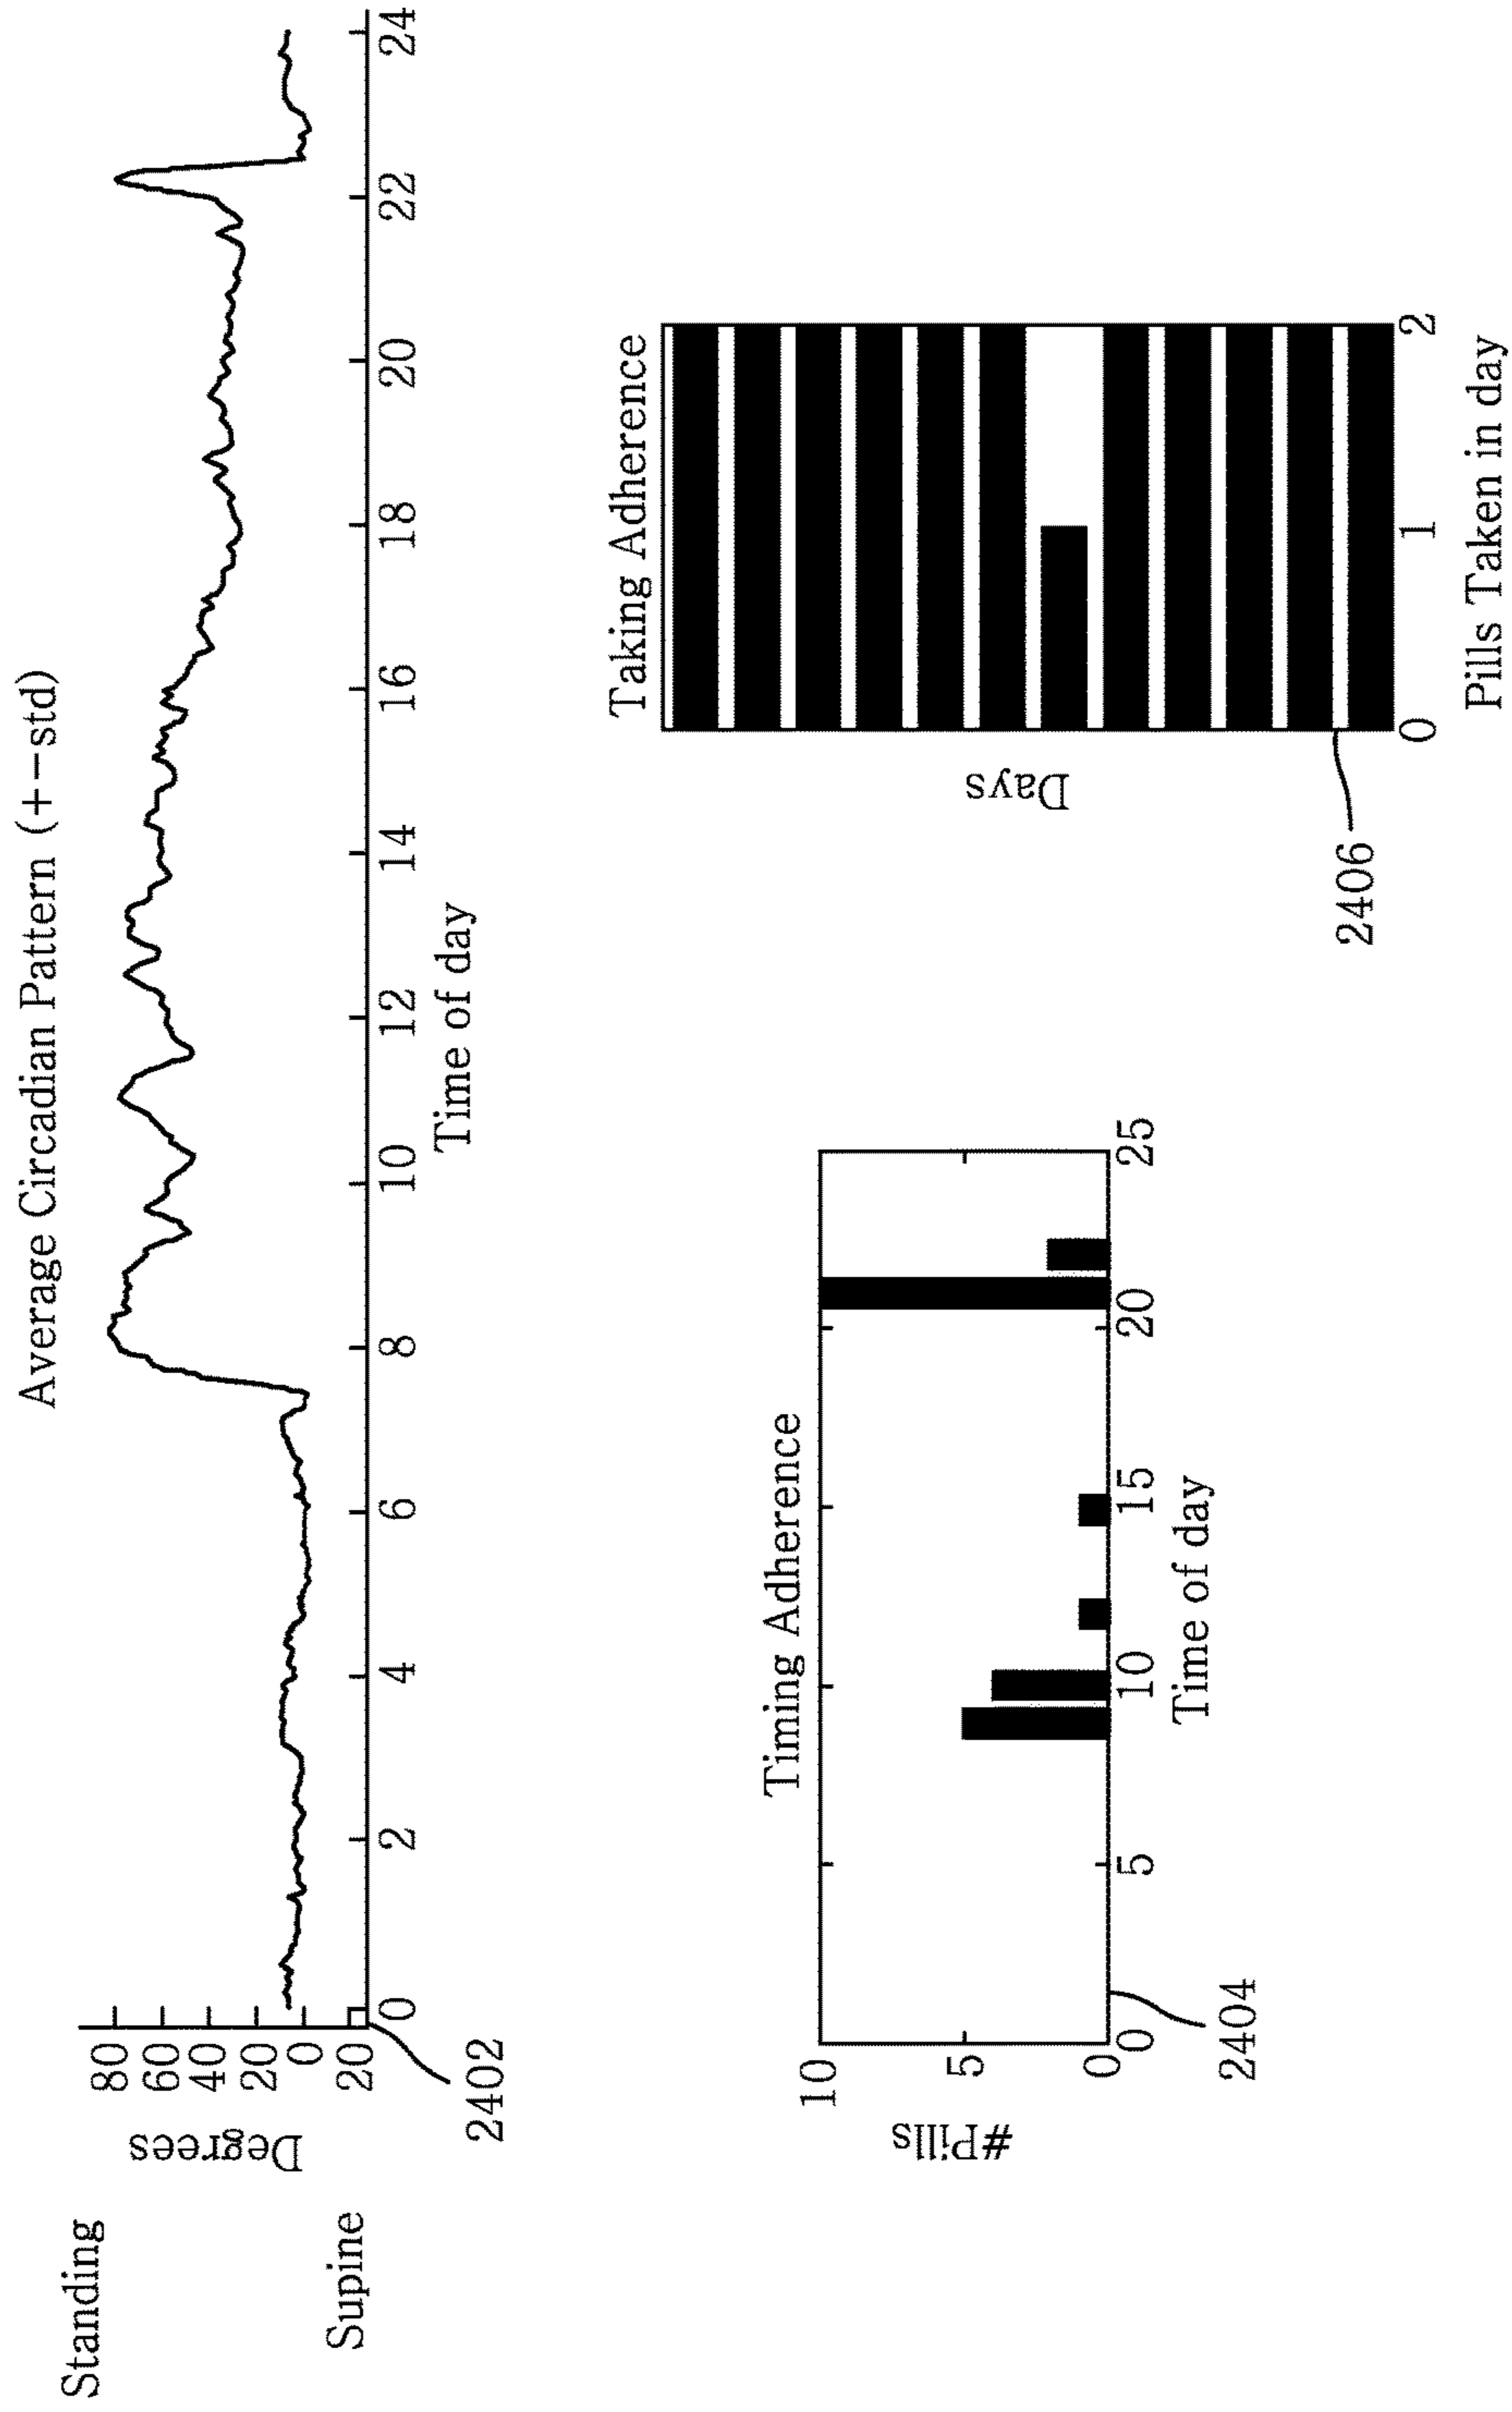 Average Circadian Pattern (+-std)
Standing
Degrees
Supine
80
60
40
20
0
20
0 2 4 6 8 10 12 14 16 18 20 22 24
Time of day
2402
Timing Adherence
#Pills
10
5
0
0 5 10 15 20 25
Time of day
2404
Taking Adherence
Days
0 1 2
Pills Taken in day
2406